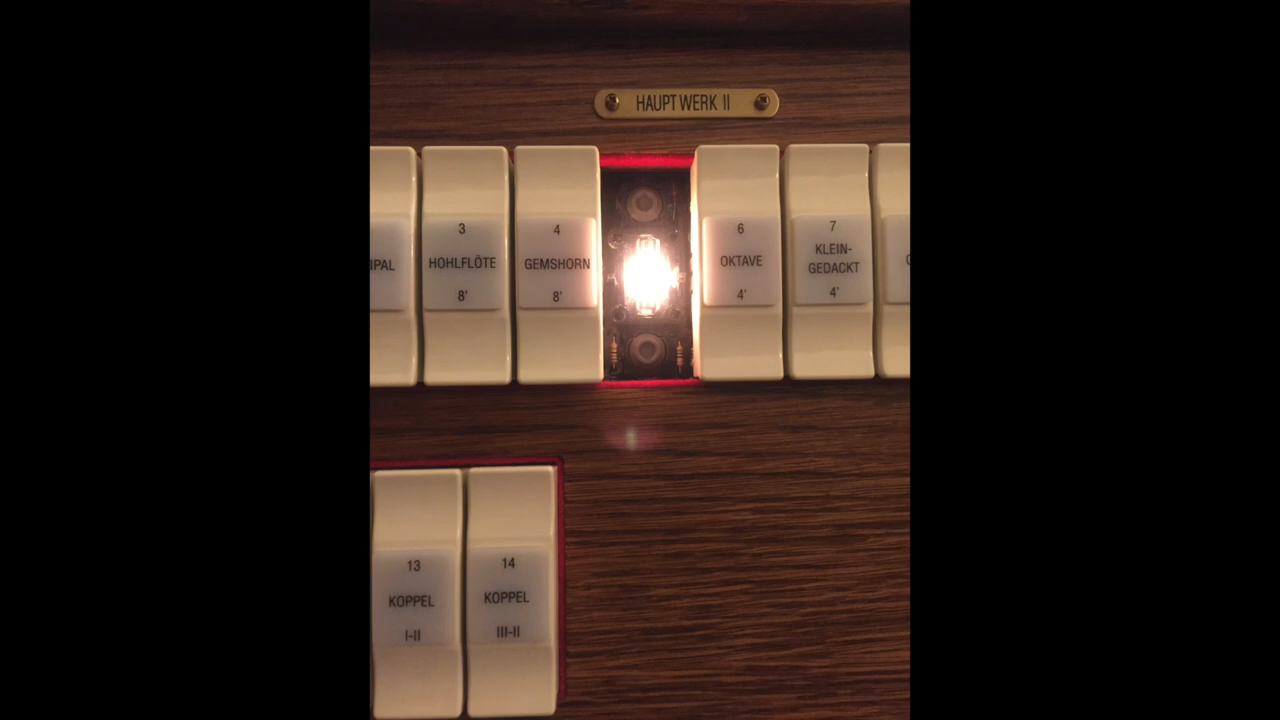 HAUPTWERK II
IPAL
3
HOHLFLÖTE
8'
4
GEMSHORN
8'
6
OKTAVE
4'
7
KLEIN-
GEDACKT
4'
13
KOPPEL
I-II
14
KOPPEL
III-II